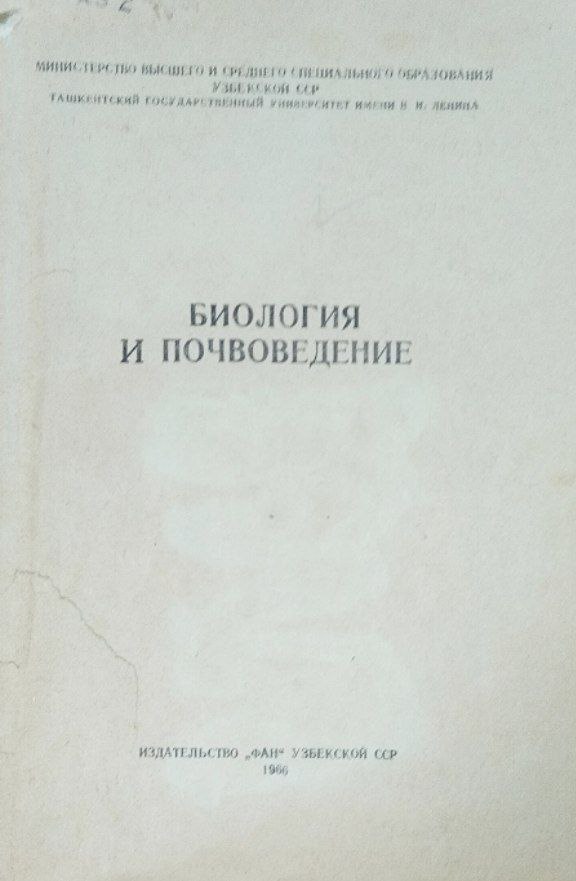 МИНИСТЕРСТВО ВЫСШЕГО И СРЕДНЕГО СПЕЦИАЛЬНОГО ОБРАЗОВАНИЯ
УЗБЕКСКОЙ ССР
ТАШКЕНТСКИЙ ГОСУДАРСТВЕННЫЙ УНИВЕРСИТЕТ ИМЕНИ В. И. ЛЕНИНА
БИОЛОГИЯ
И ПОЧВОВЕДЕНИЕ
ИЗДАТЕЛЬСТВО „ФАН“ УЗБЕКСКОЙ ССР
1966